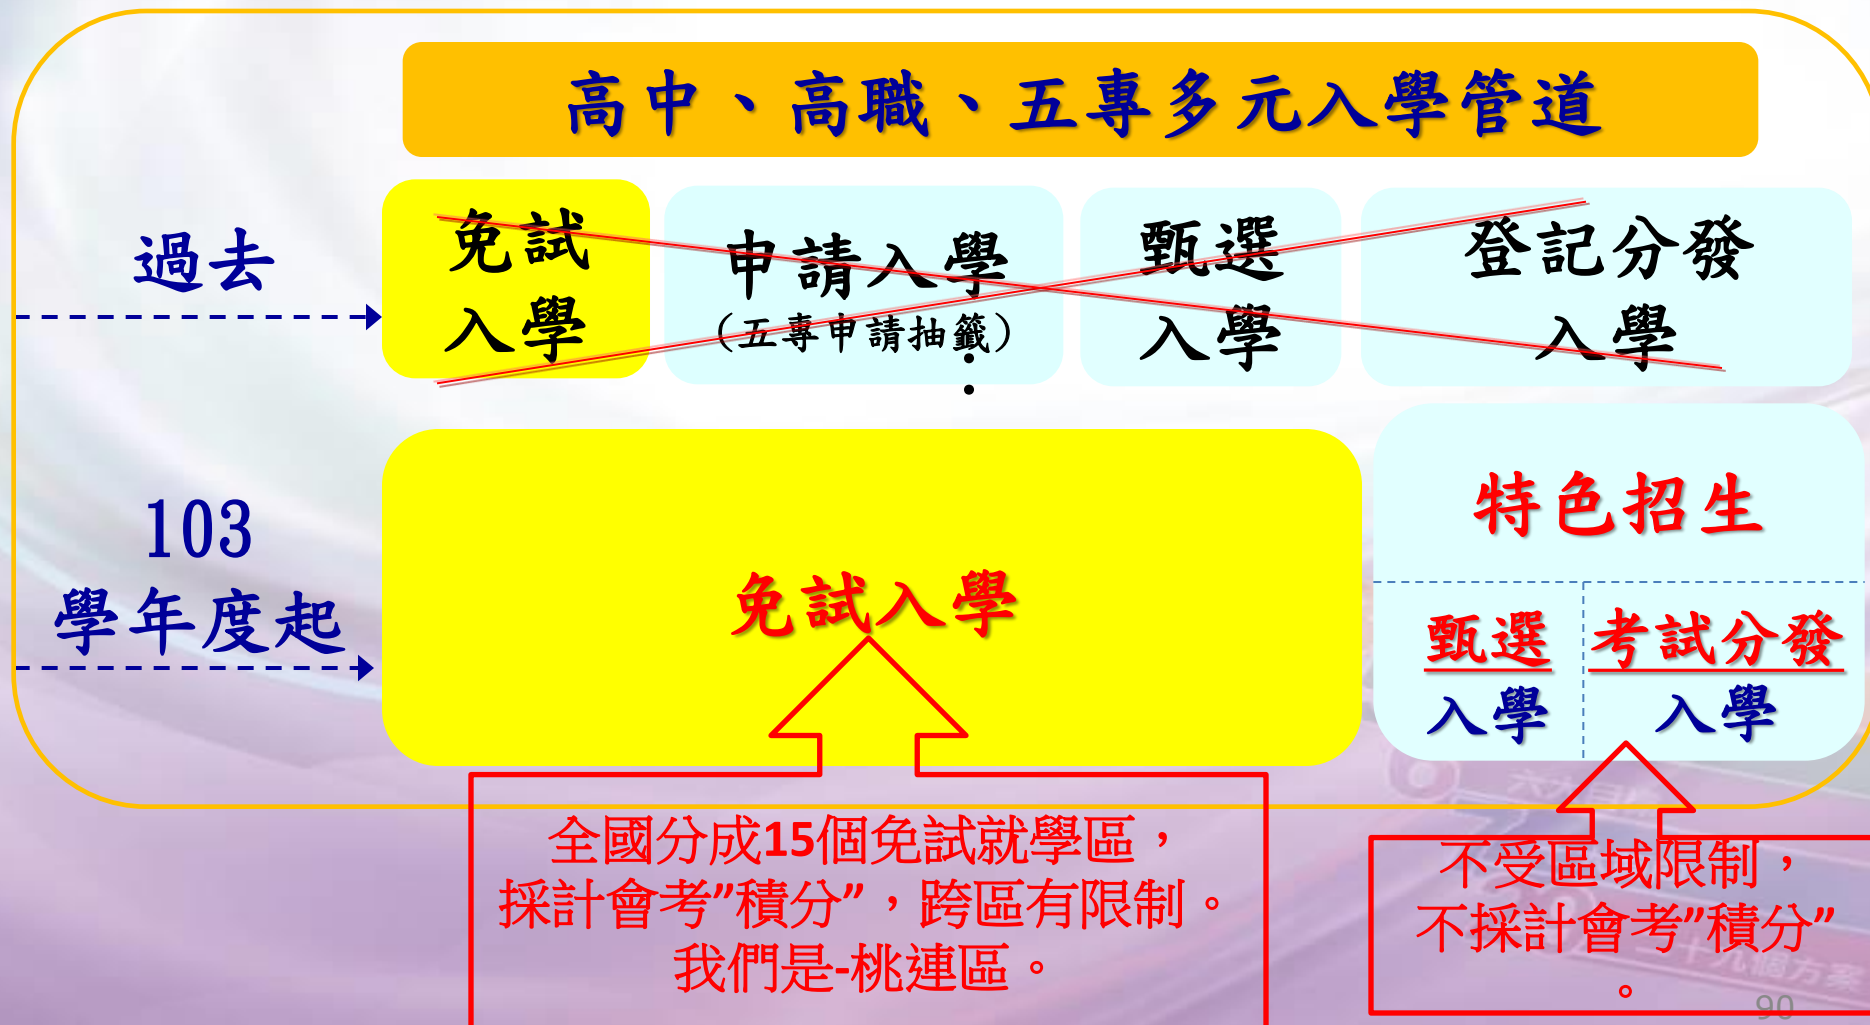 高中、高職、五專多元入學管道
過去
免試
入學
申請入學
(五專申請抽籤)
甄選
入學
登記分發
入學
103
學年度起
免試入學
特色招生
甄選
入學
考試分發
入學
全國分成15個免試就學區，
採計會考”積分”，跨區有限制。
我們是-桃連區。
不受區域限制，
不採計會考”積分”
。
十九個方案
90